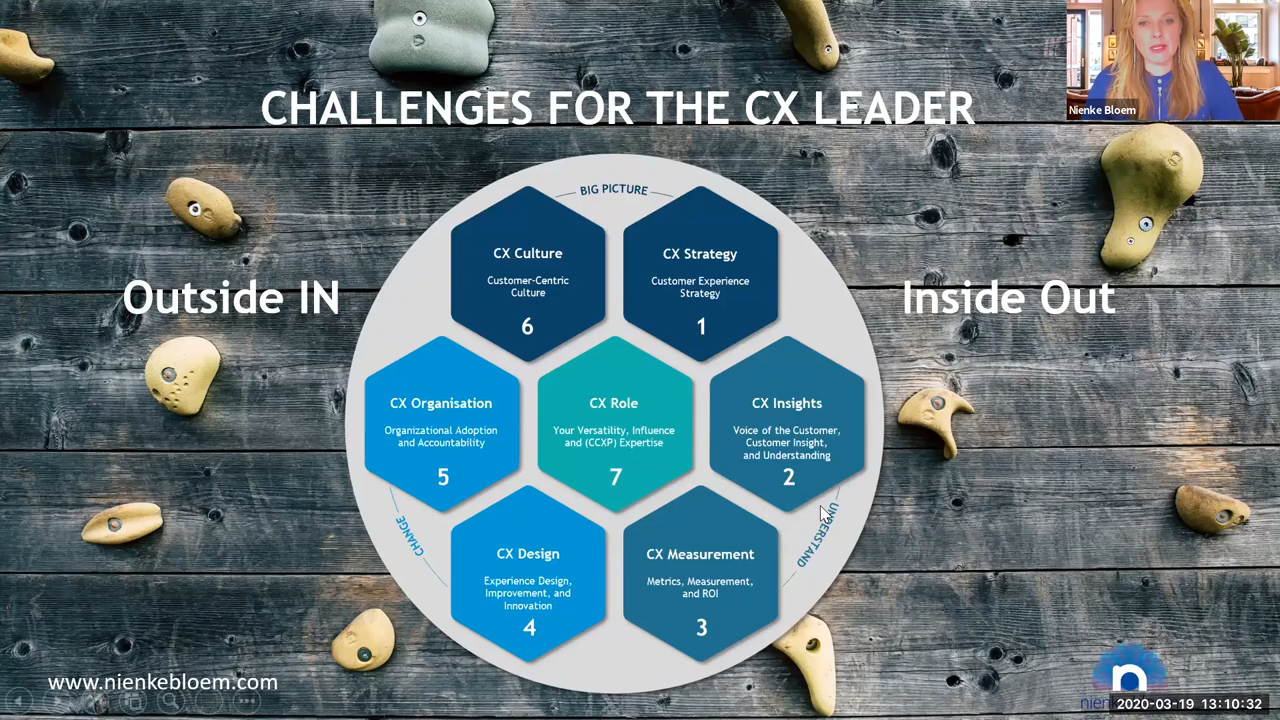 Nienke Bloem
CHALLENGES FOR THE CX LEADER
BIG PICTURE
CX Culture
Customer-Centric
Culture
6
CX Strategy
Customer Experience
Strategy
1
Outside IN
Inside Out
CX Organisation
Organizational Adoption
and Accountability
5
CX Role
Your Versatility, Influence
and (CCXP) Expertise
7
CX Insights
Voice of the Customer,
Customer Insight,
and Understanding
2
CHANGE
UNDERSTAND
CX Design
Experience Design,
Improvement, and
Innovation
4
CX Measurement
Metrics, Measurement,
and ROI
3
www.nienkebloem.com
n
2020-03-19 13:10:32